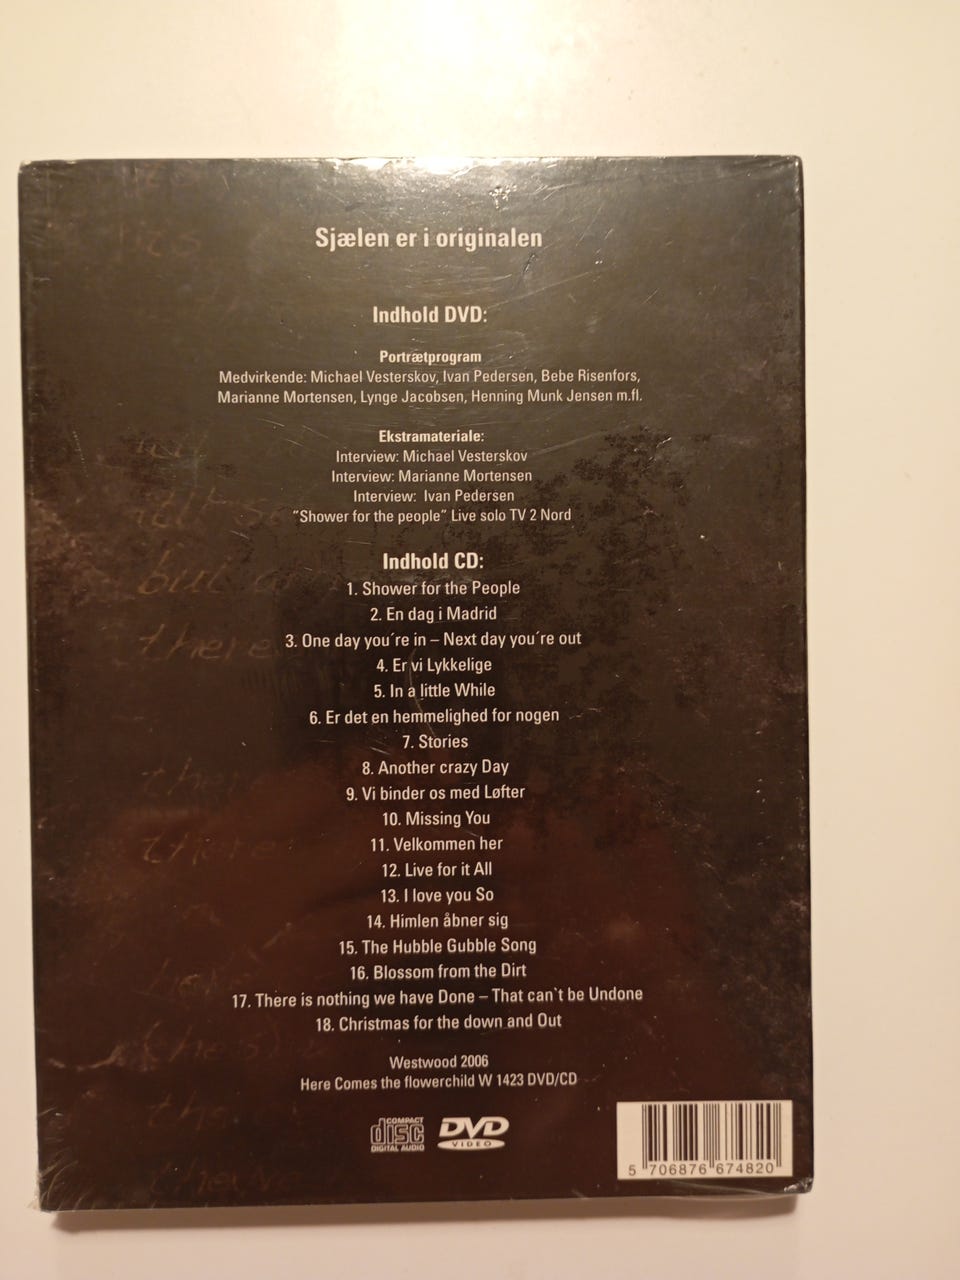 Sjælen er i originalen
Indhold DVD:
Portrætprogram
Medvirkende: Michael Vesterskov, Ivan Pedersen, Bebe Risenfors,
Marianne Mortensen, Lynge Jacobsen, Henning Munk Jensen m.fl.
Ekstramateriale:
Interview: Michael Vesterskov
Interview: Marianne Mortensen
Interview: Ivan Pedersen
"Shower for the people" Live solo TV 2 Nord
Indhold CD:
1. Shower for the People
2. En dag i Madrid
3. One day you´re in – Next day you´re out
4. Er vi Lykkelige
5. In a little While
6. Er det en hemmelighed for nogen
7. Stories
8. Another crazy Day
9. Vi binder os med Løfter
10. Missing You
11. Velkommen her
12. Live for it All
13. I love you So
14. Himlen åbner sig
15. The Hubble Gubble Song
16. Blossom from the Dirt
17. There is nothing we have Done – That can`t be Undone
18. Christmas for the down and Out
Westwood 2006
Here Comes the flowerchild W 1423 DVD/CD
COMPACT
disc
DIGITAL AUDIO
DVD
VIDEO
5 706876 674820
but
there
there